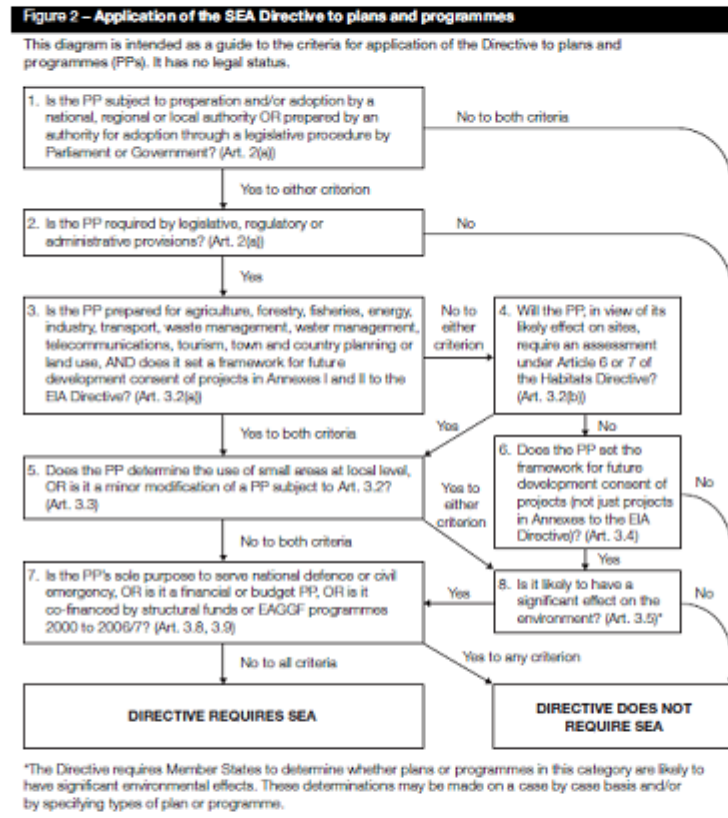 Figure 2 – Application of the SEA Directive to plans and programmes
This diagram is intended as a guide to the criteria for application of the Directive to plans and
programmes (PPs). It has no legal status.
1. Is the PP subject to preparation and/or adoption by a
national, regional or local authority OR prepared by an
authority for adoption through a legislative procedure by
Parliament or Government? (Art. 2(a))
No to both criteria
Yes to either criterion
2. Is the PP required by legislative, regulatory or
administrative provisions? (Art. 2(a))
No
Yes
3. Is the PP prepared for agriculture, forestry, fisheries, energy,
industry, transport, waste management, water management,
telecommunications, tourism, town and country planning or
land use, AND does it set a framework for future
development consent of projects in Annexes I and II to the
EIA Directive? (Art. 3.2(a))
No to
either
criterion
4. Will the PP, in view of its
likely effect on sites,
require an assessment
under Article 6 or 7 of
the Habitats Directive?
(Art. 3.2(b))
Yes to both criteria
Yes
No
5. Does the PP determine the use of small areas at local level,
OR is it a minor modification of a PP subject to Art. 3.2?
(Art. 3.3)
Yes to
either
criterion
6. Does the PP set the
framework for future
development consent of
projects (not just projects
in Annexes to the EIA
Directive)? (Art. 3.4)
No
No to both criteria
Yes
7. Is the PP's sole purpose to serve national defence or civil
emergency, OR is it a financial or budget PP, OR is it
co-financed by structural funds or EAGGF programmes
2000 to 2006/7? (Art. 3.8, 3.9)
Yes
8. Is it likely to have a
significant effect on the
environment? (Art. 3.5)*
No
No to all criteria
Yes to any criterion
DIRECTIVE REQUIRES SEA
DIRECTIVE DOES NOT
REQUIRE SEA
*The Directive requires Member States to determine whether plans or programmes in this category are likely to
have significant environmental effects. These determinations may be made on a case by case basis and/or
by specifying types of plan or programme.